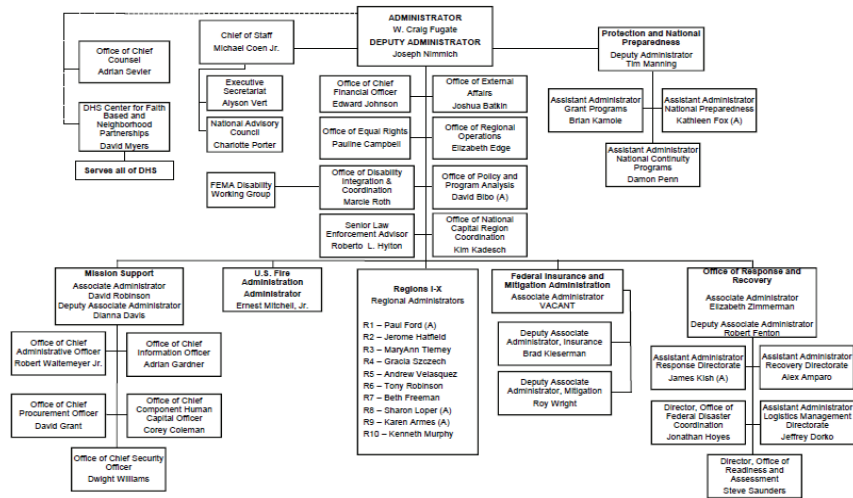 ADMINISTRATOR
W. Craig Fugate
DEPUTY ADMINISTRATOR
Joseph Nimmich
Chief of Staff
Michael Coen Jr.
Protection and National
Preparedness
Deputy Administrator
Tim Manning
Office of Chief
Counsel
Adrian Sevier
Executive
Secretariat
Alyson Vert
Office of Chief
Financial Officer
Edward Johnson
Office of External
Affairs
Joshua Batkin
Assistant Administrator
Grant Programs
Brian Kamoie
Assistant Administrator
National Preparedness
Kathleen Fox (A)
DHS Center for Faith
Based and
Neighborhood
Partnerships
David Myers
National Advisory
Council
Charlotte Porter
Office of Equal Rights
Pauline Campbell
Office of Regional
Operations
Elizabeth Edge
Assistant Administrator
National Continuity
Programs
Damon Penn
Serves all of DHS
FEMA Disability
Working Group
Office of Disability
Integration &
Coordination
Marcie Roth
Office of Policy and
Program Analysis
David Bibo (A)
Senior Law
Enforcement Advisor
Roberto L. Hylton
Office of National
Capital Region
Coordination
Kim Kadesch
Mission Support
Associate Administrator
David Robinson
Deputy Associate Administrator
Dianna Davis
U.S. Fire
Administration
Administrator
Ernest Mitchell, Jr.
Regions I-X
Regional Administrators
R1 – Paul Ford (A)
R2 – Jerome Hatfield
R3 – MaryAnn Tierney
R4 – Gracia Szczech
R5 – Andrew Velasquez
R6 – Tony Robinson
R7 – Beth Freeman
R8 – Sharon Loper (A)
R9 – Karen Armes (A)
R10 – Kenneth Murphy
Federal Insurance and
Mitigation Administration
Associate Administrator
VACANT
Office of Response and
Recovery
Associate Administrator
Elizabeth Zimmerman
Deputy Associate Administrator
Robert Fenton
Office of Chief
Administrative Officer
Robert Waltemeyer Jr.
Office of Chief
Information Officer
Adrian Gardner
Deputy Associate
Administrator, Insurance
Brad Kieserman
Assistant Administrator
Response Directorate
James Kish (A)
Assistant Administrator
Recovery Directorate
Alex Amparo
Office of Chief
Procurement Officer
David Grant
Office of Chief
Component Human
Capital Officer
Corey Coleman
Deputy Associate
Administrator, Mitigation
Roy Wright
Director, Office of
Federal Disaster
Coordination
Jonathan Hoyes
Assistant Administrator
Logistics Management
Directorate
Jeffrey Dorko
Office of Chief Security
Officer
Dwight Williams
Director, Office of
Readiness and
Assessment
Steve Saunders